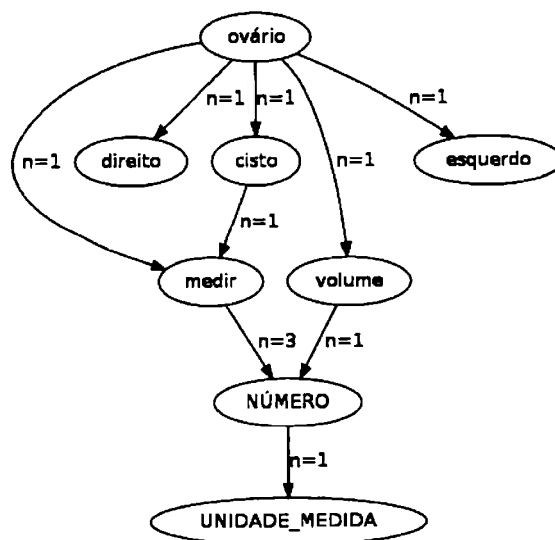 ovário
n=1 n=1 n=1
n=1 direito cisto n=1 esquerdo
n=1
medir volume
n=3 n=1
NÚMERO
n=1
UNIDADE_MEDIDA